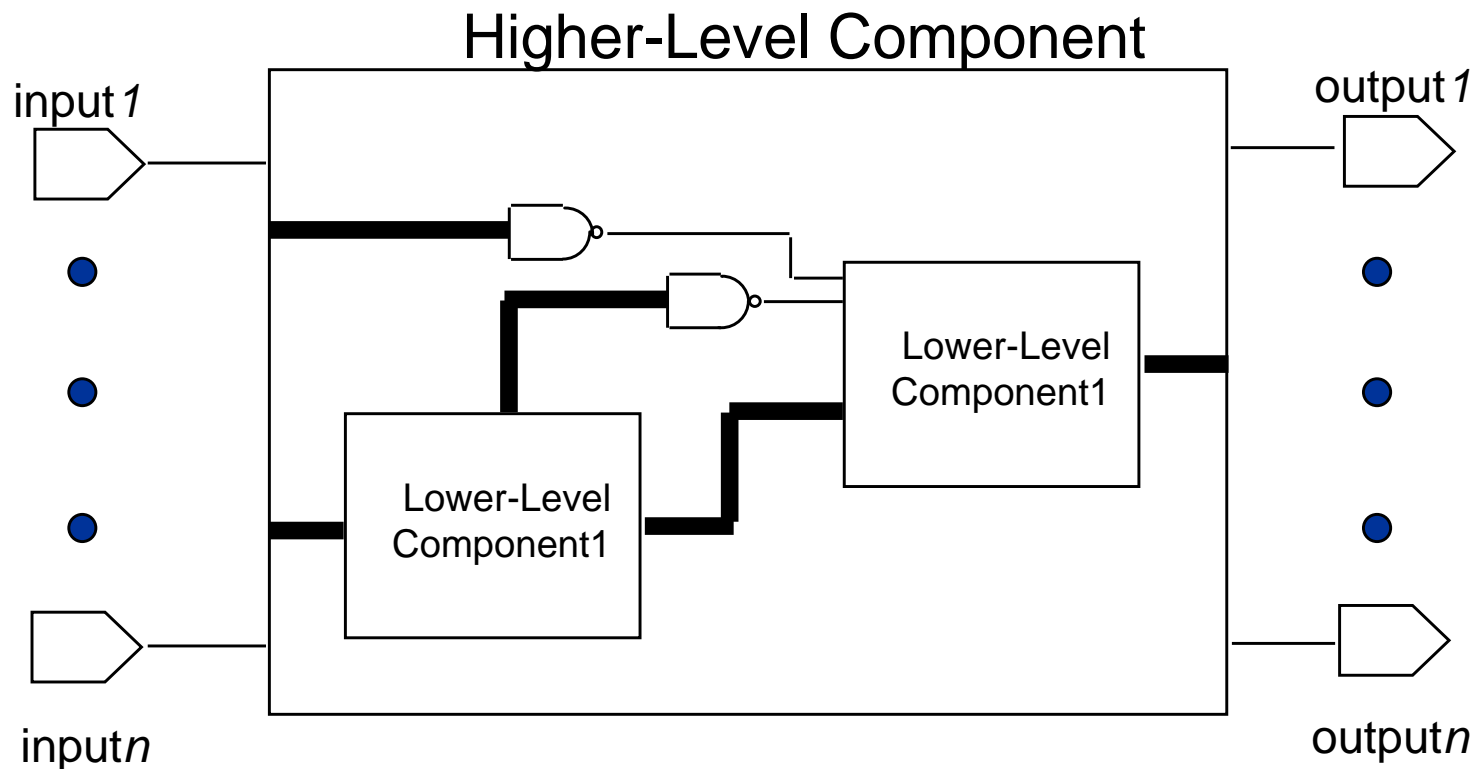 Higher-Level Component
input1
output1
Lower-Level
Component1
Lower-Level
Component1
inputn
outputn